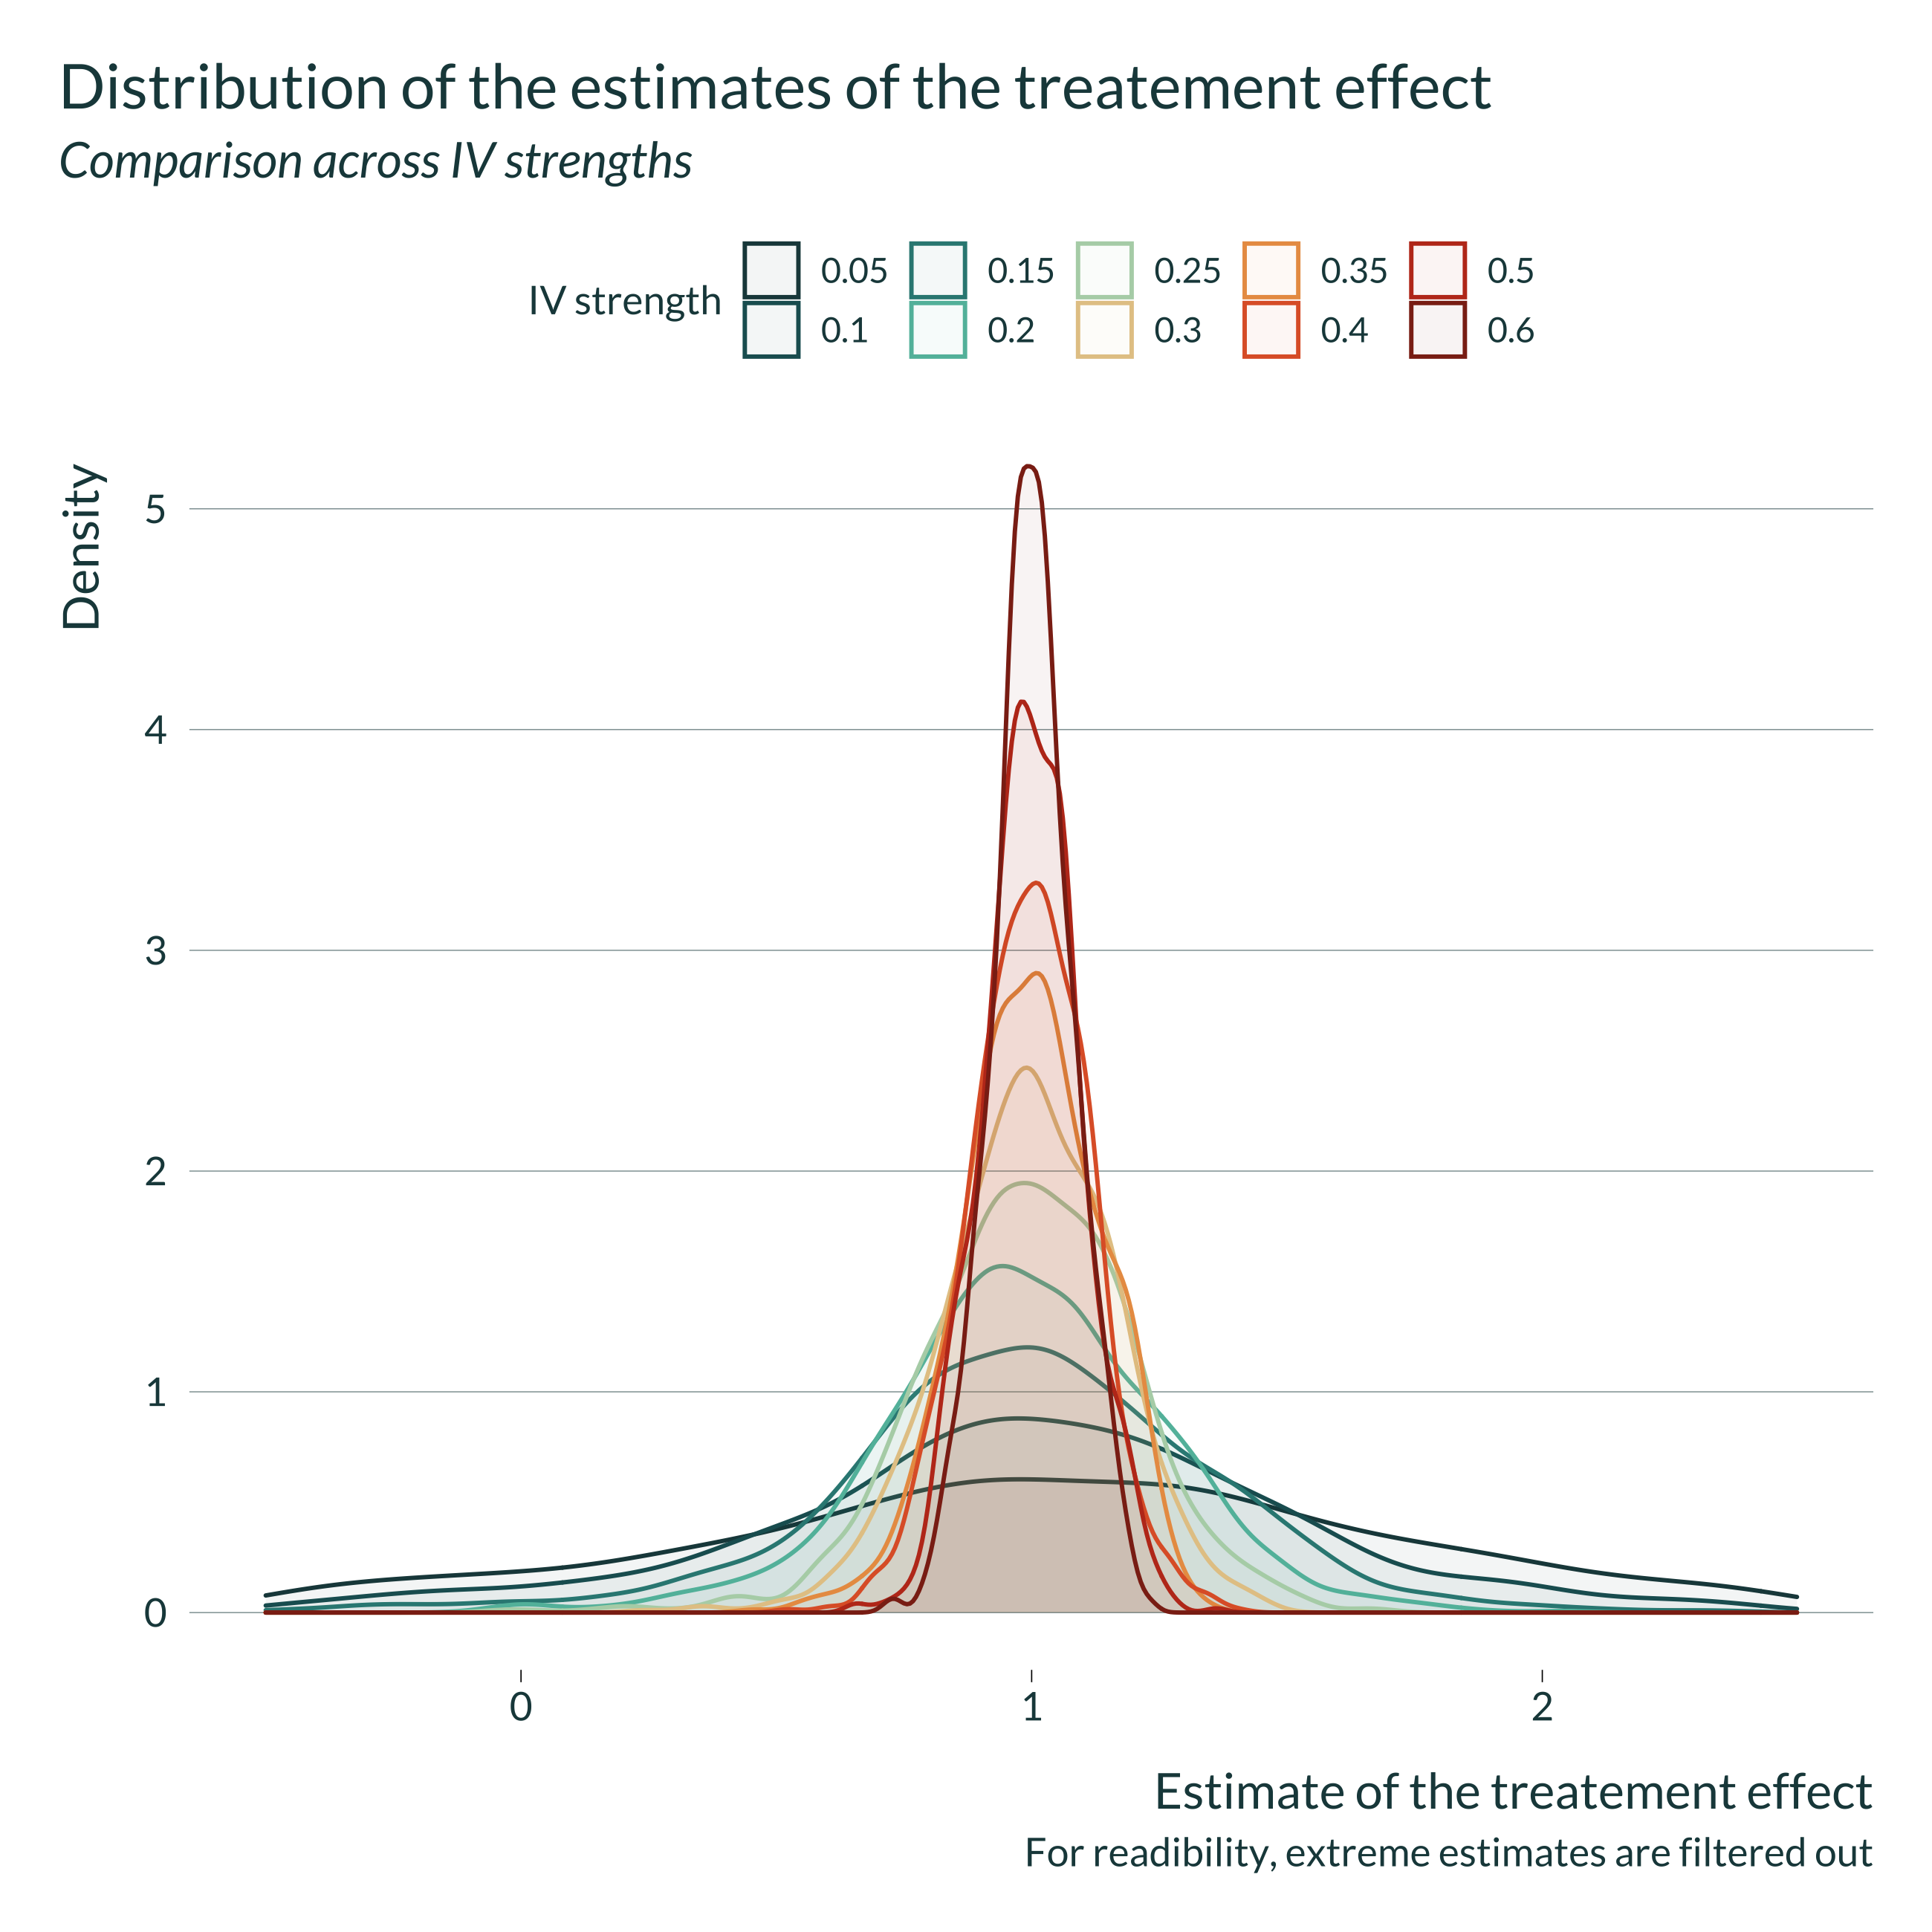 Distribution of the estimates of the treatement effect
Comparison across IV strengths
IV strength
0.05 0.15 0.25 0.35 0.5
0.1 0.2 0.3 0.4 0.6
Density
5
4
3
2
1
0
0 1 2
Estimate of the treatement effect
For readibility, extreme estimates are filtered out